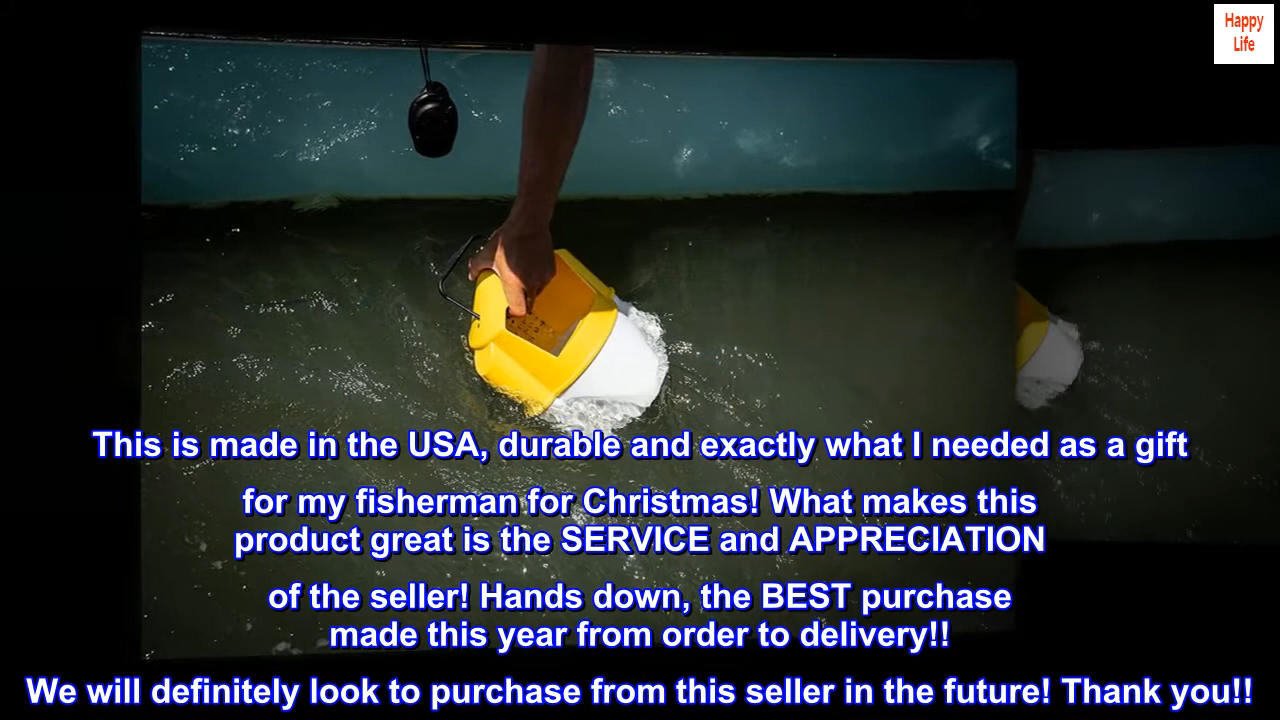 Happy
Life
This is made in the USA, durable and exactly what I needed as a gift
for my fisherman for Christmas! What makes this
product great is the SERVICE and APPRECIATION
of the seller! Hands down, the BEST purchase
made this year from order to delivery!!
We will definitely look to purchase from this seller in the future! Thank you!!